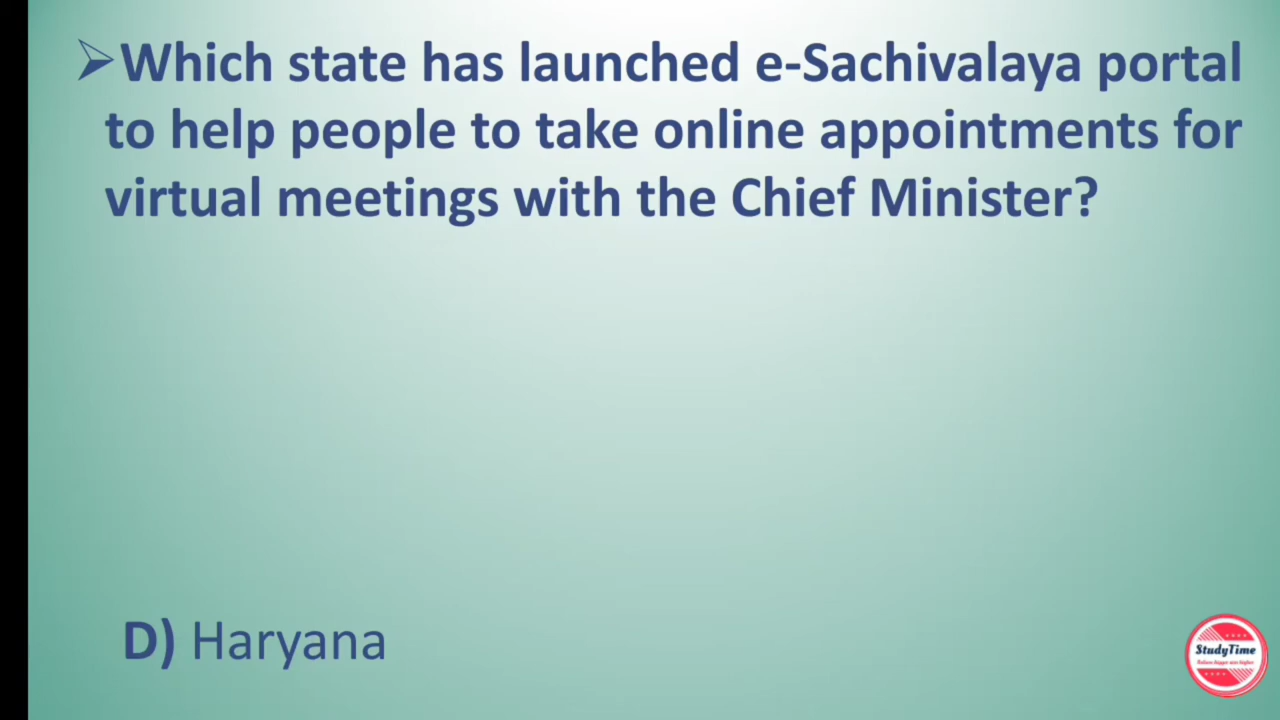 ➢Which state has launched e-Sachivalaya portal
to help people to take online appointments for
virtual meetings with the Chief Minister?
D) Haryana
StudyTime